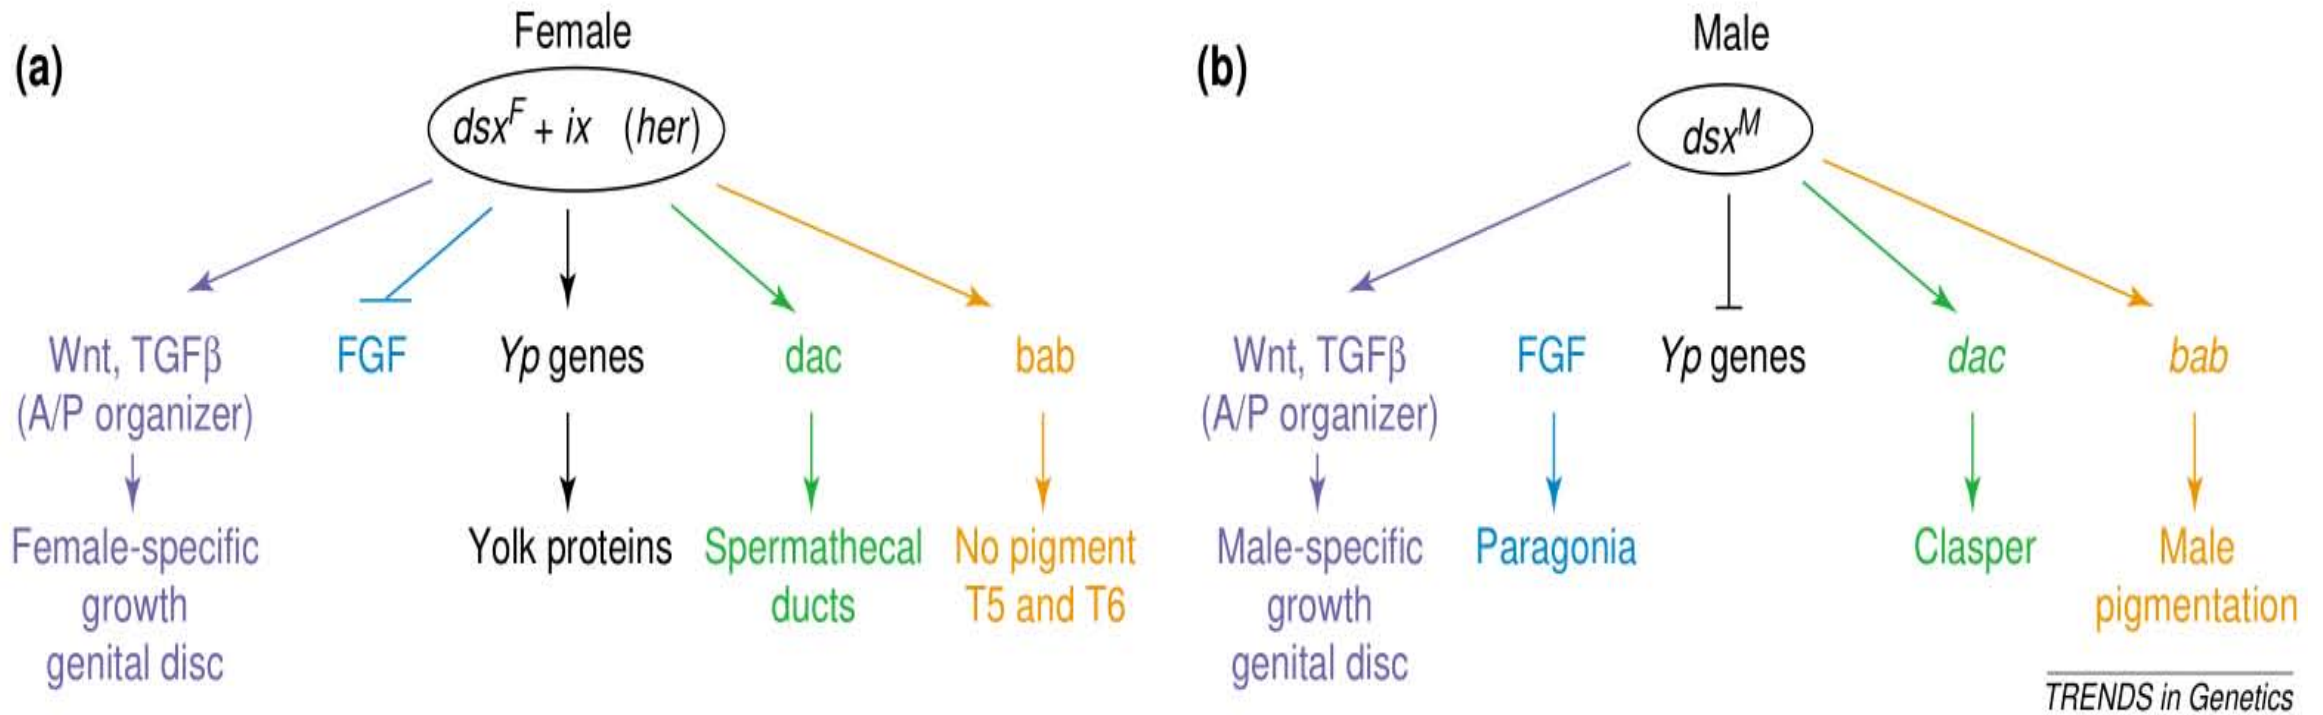 (a)
Female
dsxF + ix (her)
Wnt, TGFβ
(A/P organizer)
Female-specific
growth
genital disc
FGF
Yp genes
Yolk proteins
dac
Spermathecal
ducts
bab
No pigment
T5 and T6
(b)
Male
dsxM
Wnt, TGFβ
(A/P organizer)
Male-specific
growth
genital disc
FGF
Paragonia
Yp genes
dac
Clasper
bab
Male
pigmentation
TRENDS in Genetics